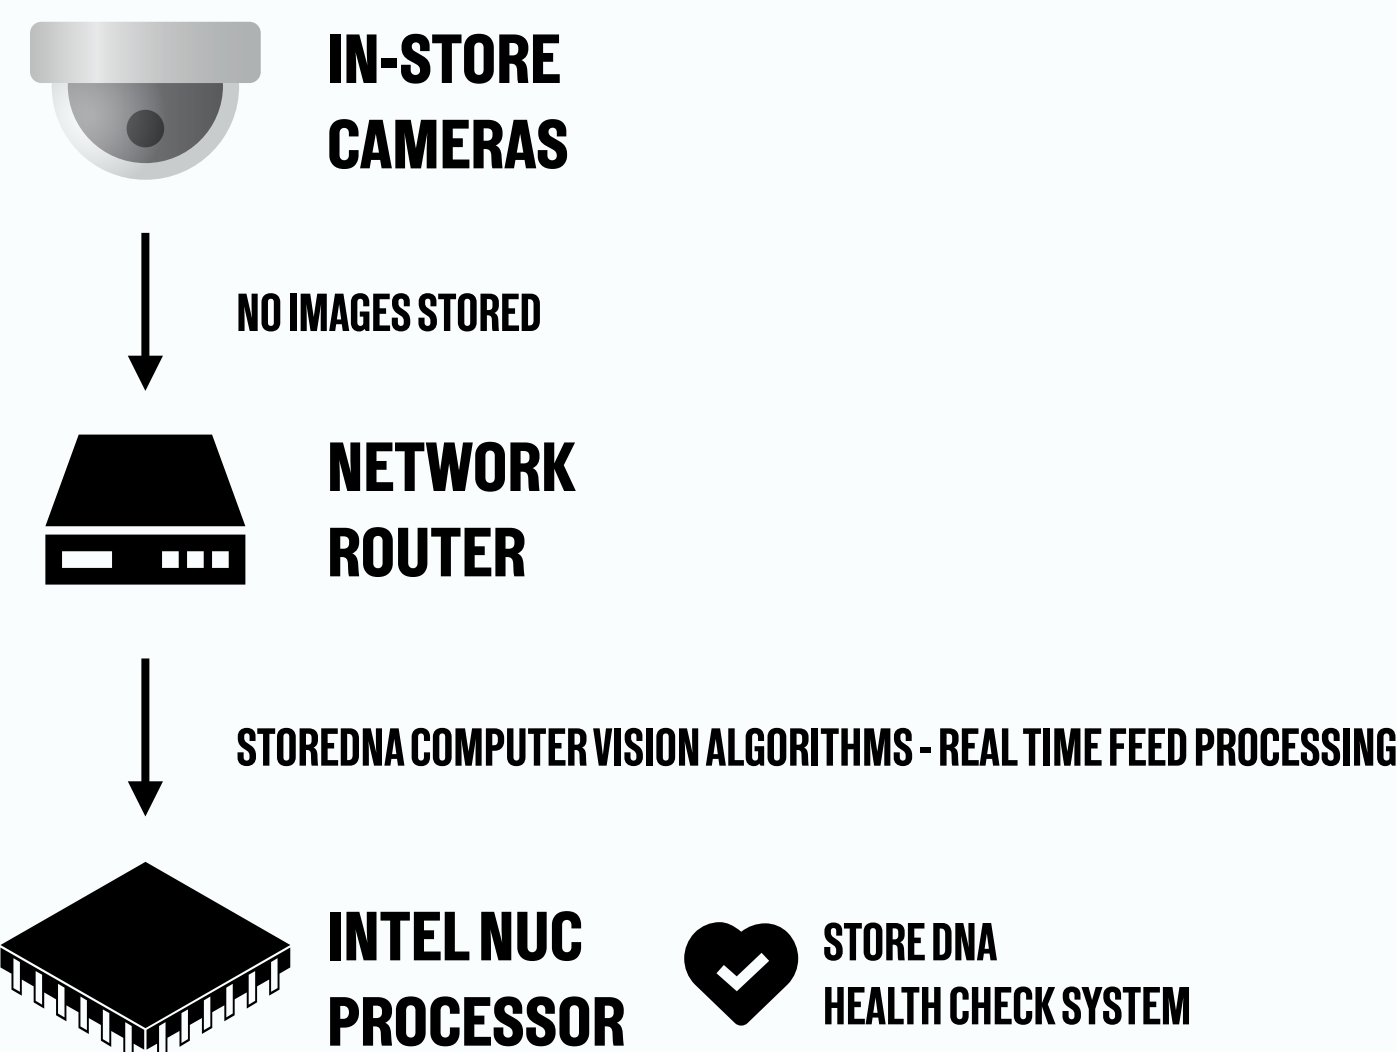 IN-STORE
CAMERAS
NO IMAGES STORED
NETWORK
ROUTER
STOREDNA COMPUTER VISION ALGORITHMS - REAL TIME FEED PROCESSING
INTEL NUC
PROCESSOR
STORE DNA
HEALTH CHECK SYSTEM